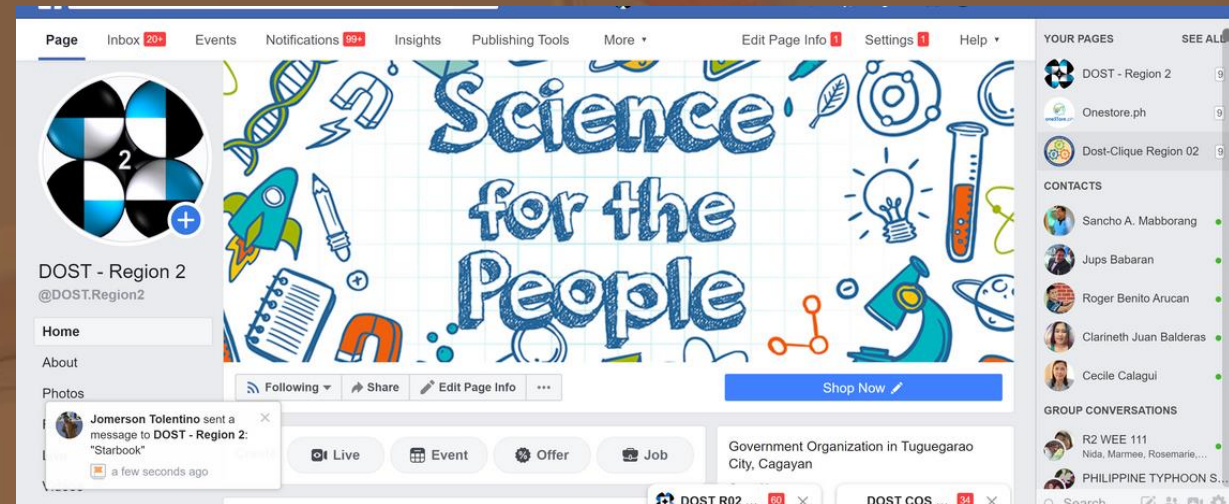 Page Inbox 20+ Events Notifications 99+ Insights Publishing Tools More Edit Page Info 1 Settings 1 Help
2
DOST - Region 2
@DOST.Region2
Home
About
Photos
Science
for the
People
Following Share Edit Page Info ...
Shop Now
Jomerson Tolentino sent a
message to DOST - Region 2:
"Starbook"
a few seconds ago
Live Event Offer Job
Government Organization in Tuguegarao
City, Cagayan
DOST R02 ... 60
DOST COS ... 34
YOUR PAGES SEE ALL
DOST - Region 2 9
Onestore.ph 9
Dost-Clique Region 02 9
CONTACTS
Sancho A. Mabborang
Jups Babaran
Roger Benito Arucan
Clarineth Juan Balderas
Cecile Calagui
GROUP CONVERSATIONS
R2 WEE 111
Nida, Marmee, Rosemarie,...
PHILIPPINE TYPHOON S...
Search